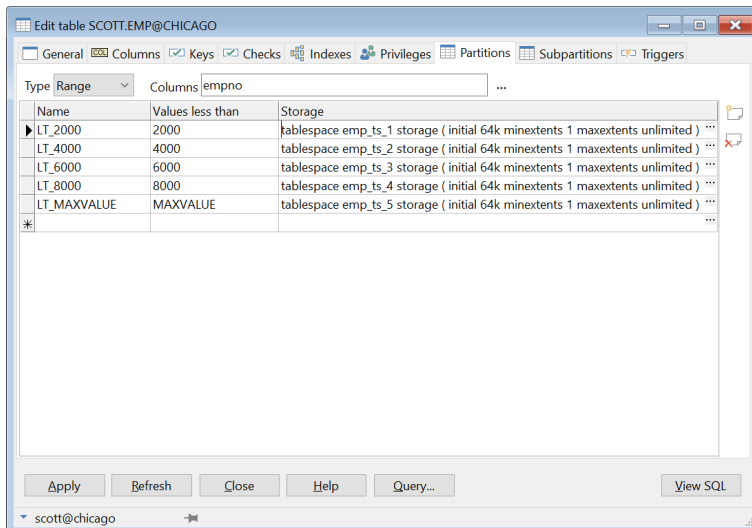 Edit table SCOTT.EMP@CHICAGO
General COL Columns Keys Checks Indexes Privileges Partitions Subpartitions Triggers
Type Range Columns empno ...
Name Values less than Storage
LT_2000 2000 tablespace emp_ts_1 storage ( initial 64k minextents 1 maxextents unlimited ) ...
LT_4000 4000 tablespace emp_ts_2 storage ( initial 64k minextents 1 maxextents unlimited ) ...
LT_6000 6000 tablespace emp_ts_3 storage ( initial 64k minextents 1 maxextents unlimited ) ...
LT_8000 8000 tablespace emp_ts_4 storage ( initial 64k minextents 1 maxextents unlimited ) ...
LT_MAXVALUE MAXVALUE tablespace emp_ts_5 storage ( initial 64k minextents 1 maxextents unlimited ) ...
...
Apply Refresh Close Help Query... View SQL
scott@chicago